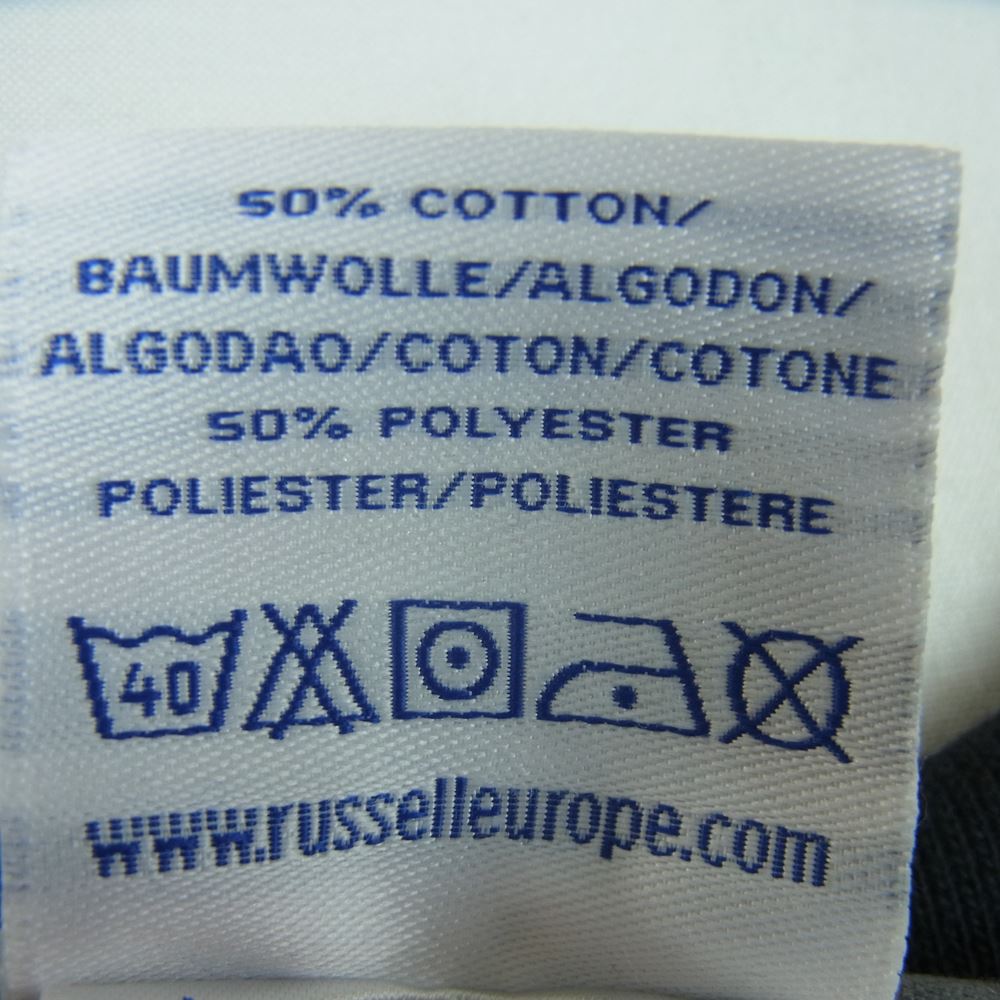 50% COTTON/
BAUMWOLLE/ALGODON/
ALGODAO/COTON/COTONE
50% POLYESTER
POLIESTER/POLIESTERE
40
www.russelleurope.com